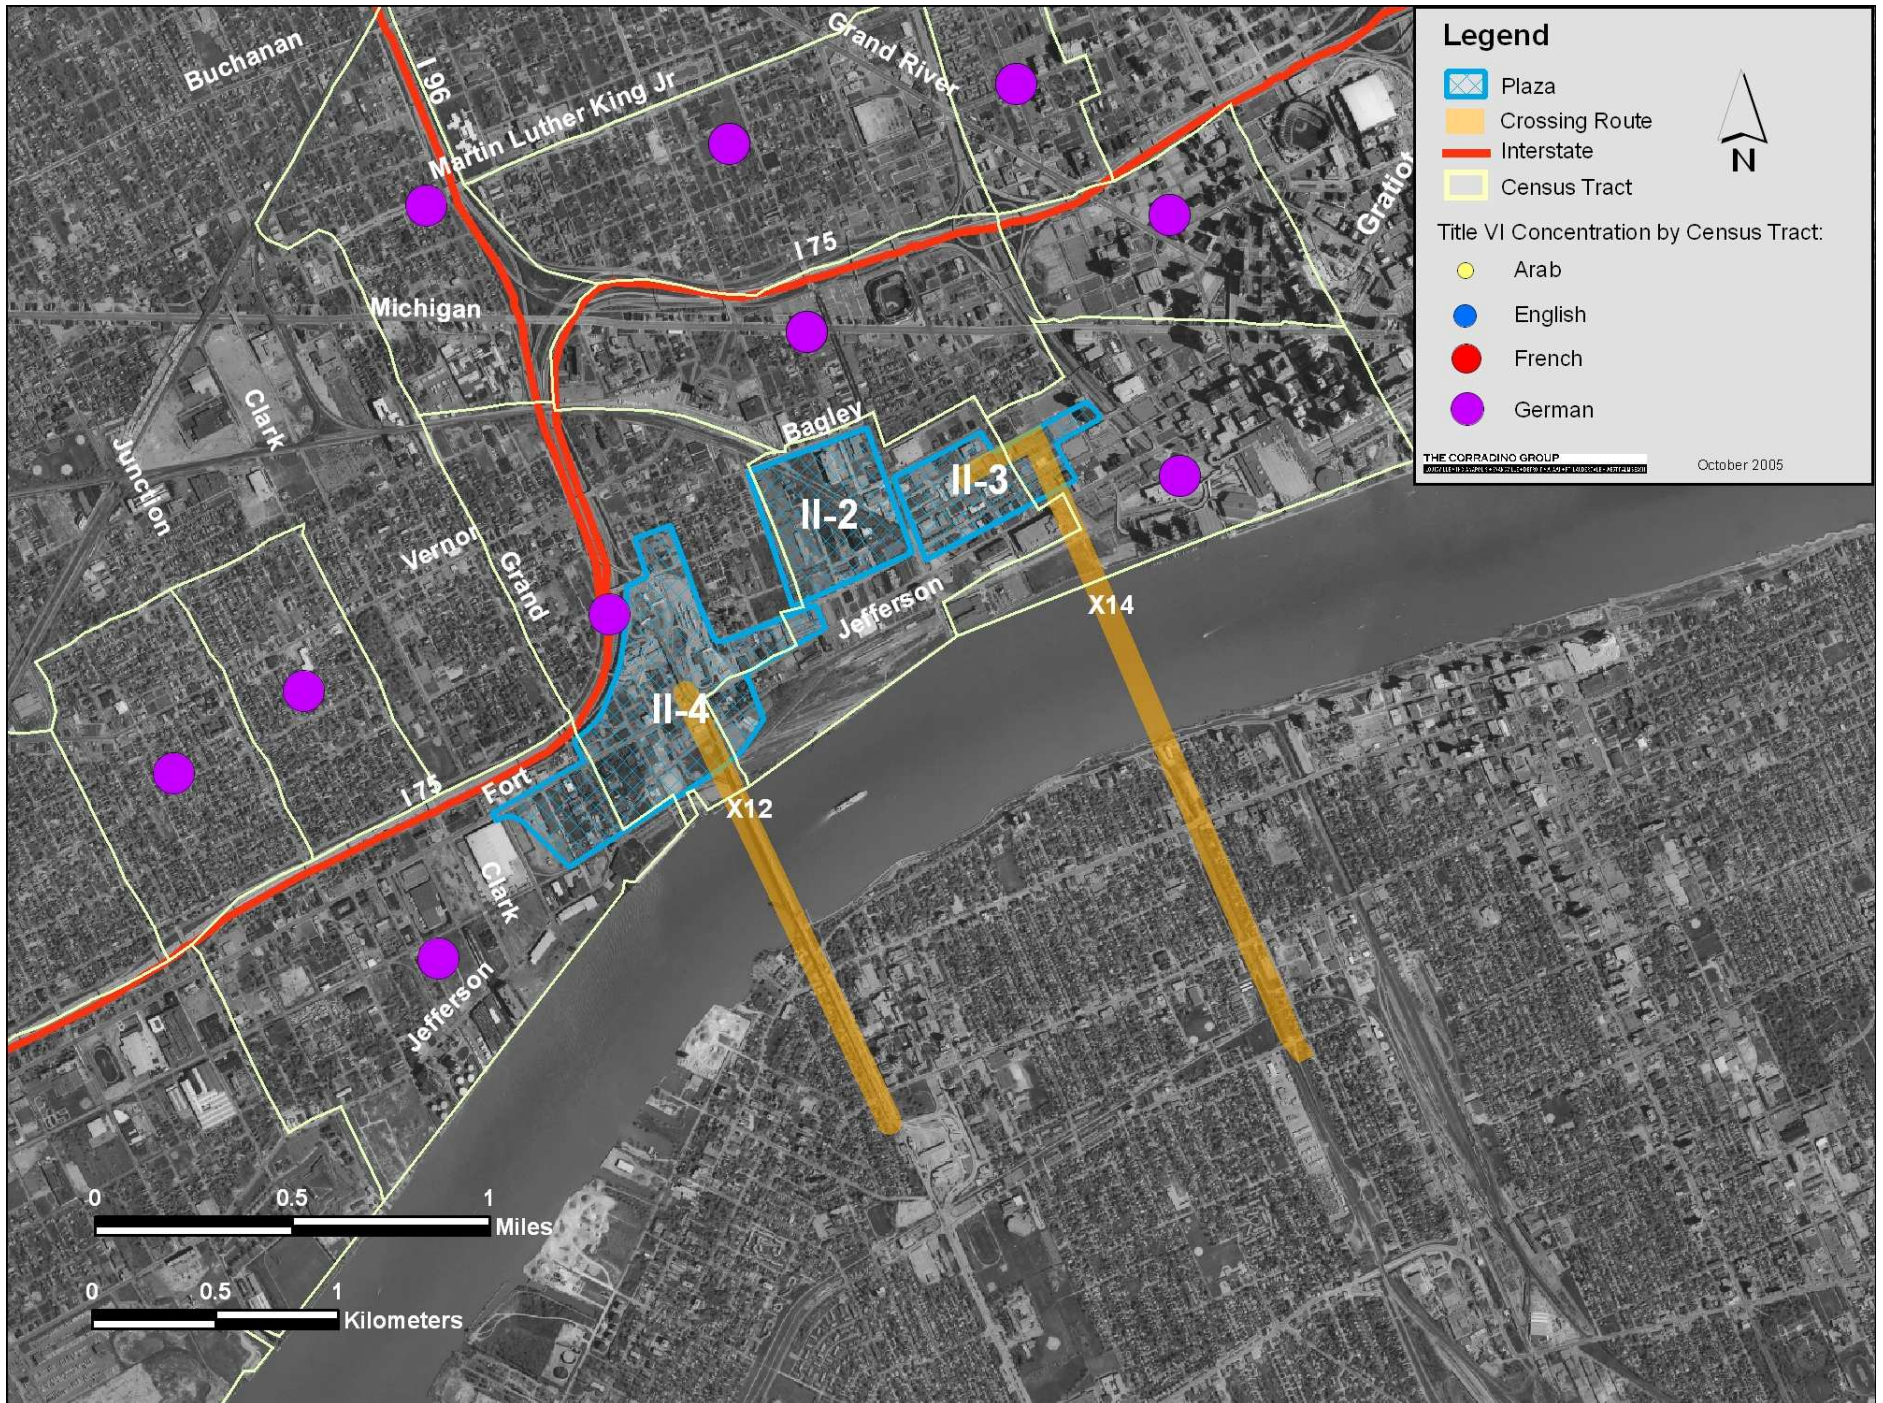 Buchanan
I 96
Martin Luther King Jr
Grand River
Gratiot
I 75
Michigan
Clark
Junction
Vernor
Grand
Bagley
II-2
II-3
Jefferson
X14
II-4
X12
I 75
Fort
Clark
Jefferson
0 0.5 1
Miles
0 0.5 1
Kilometers
Legend
Plaza
Crossing Route
Interstate
Census Tract
N
Title VI Concentration by Census Tract:
Arab
English
French
German
THE CORRADINO GROUP
October 2005